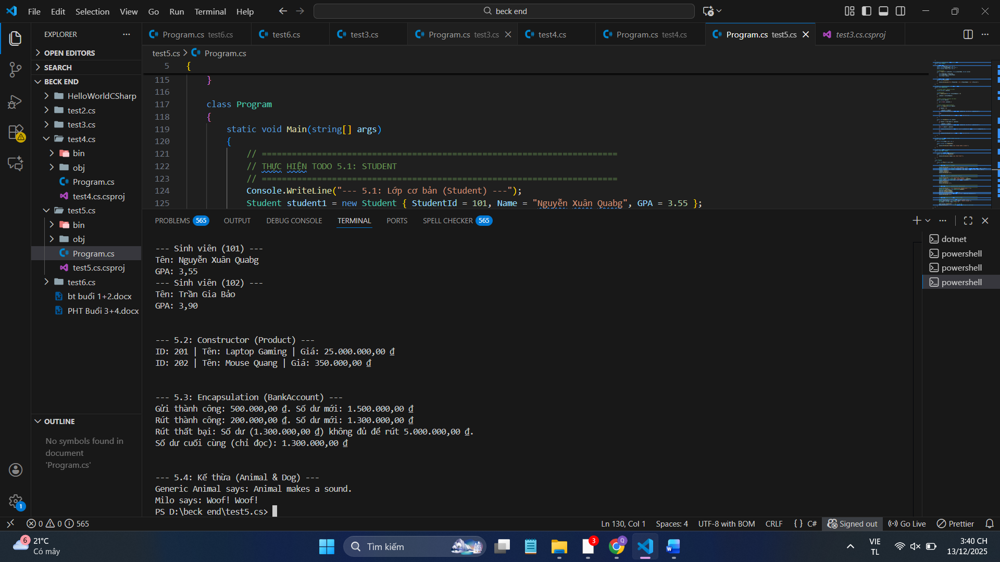 File Edit Selection View Go Run Terminal Help
beck end
EXPLORER
Program.cs test6.cs
test6.cs
test3.cs
Program.cs test3.cs
test4.cs
Program.cs test4.cs
Program.cs test5.cs
test3.cs.csproj
OPEN EDITORS
SEARCH
BECK END
HelloWorldCSharp
test2.cs
test3.cs
test4.cs
bin
obj
Program.cs
test4.cs.csproj
test5.cs
bin
obj
Program.cs
test5.cs.csproj
test6.cs
bt buổi 1+2.docx
PHT Buổi 3+4.docx
OUTLINE
No symbols found in
document
'Program.cs'
test5.cs > Program.cs
5 {
115 }
116
117 class Program
118 {
119 static void Main(string[] args)
120 {
121 // =======================================================================
122 // THỰC HIỆN TODO 5.1: STUDENT
123 // =======================================================================
124 Console.WriteLine("--- 5.1: Lớp cơ bản (Student) ---");
125 Student student1 = new Student { StudentId = 101, Name = "Nguyễn Xuân Quabg", GPA = 3.55 };
PROBLEMS 565 OUTPUT DEBUG CONSOLE TERMINAL PORTS SPELL CHECKER 565
--- Sinh viên (101) ---
Tên: Nguyễn Xuân Quabg
GPA: 3,55
--- Sinh viên (102) ---
Tên: Trần Gia Bảo
GPA: 3,90
--- 5.2: Constructor (Product) ---
ID: 201 | Tên: Laptop Gaming | Giá: 25.000.000,00 ₫
ID: 202 | Tên: Mouse Quang | Giá: 350.000,00 ₫
--- 5.3: Encapsulation (BankAccount) ---
Gửi thành công: 500.000,00 ₫. Số dư mới: 1.500.000,00 ₫
Rút thành công: 200.000,00 ₫. Số dư mới: 1.300.000,00 ₫
Rút thất bại: Số dư (1.300.000,00 ₫) không đủ để rút 5.000.000,00 ₫.
Số dư cuối cùng (chỉ đọc): 1.300.000,00 ₫
--- 5.4: Kế thừa (Animal & Dog) ---
Generic Animal says: Animal makes a sound.
Milo says: Woof! Woof!
PS D:\beck end\test5.cs>
dotnet
powershell
powershell
powershell
1
0 0 565
Ln 130, Col 1 Spaces: 4 UTF-8 with BOM CRLF {} C# Signed out Go Live Prettier
6
21°C
Có mây
Tìm kiếm
3
Q
VIE
TL
3:40 CH
13/12/2025